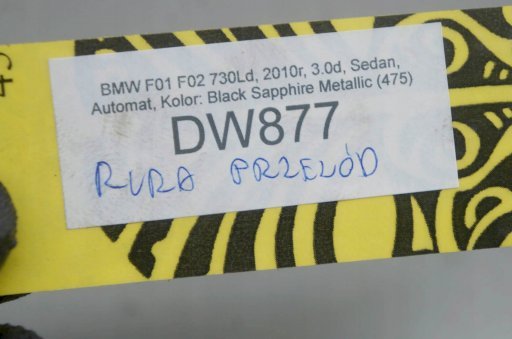 BMW F01 F02 730Ld, 2010r, 3.0d, Sedan,
Automat, Kolor: Black Sapphire Metallic (475)
DW877
RURA PRZEWÓD